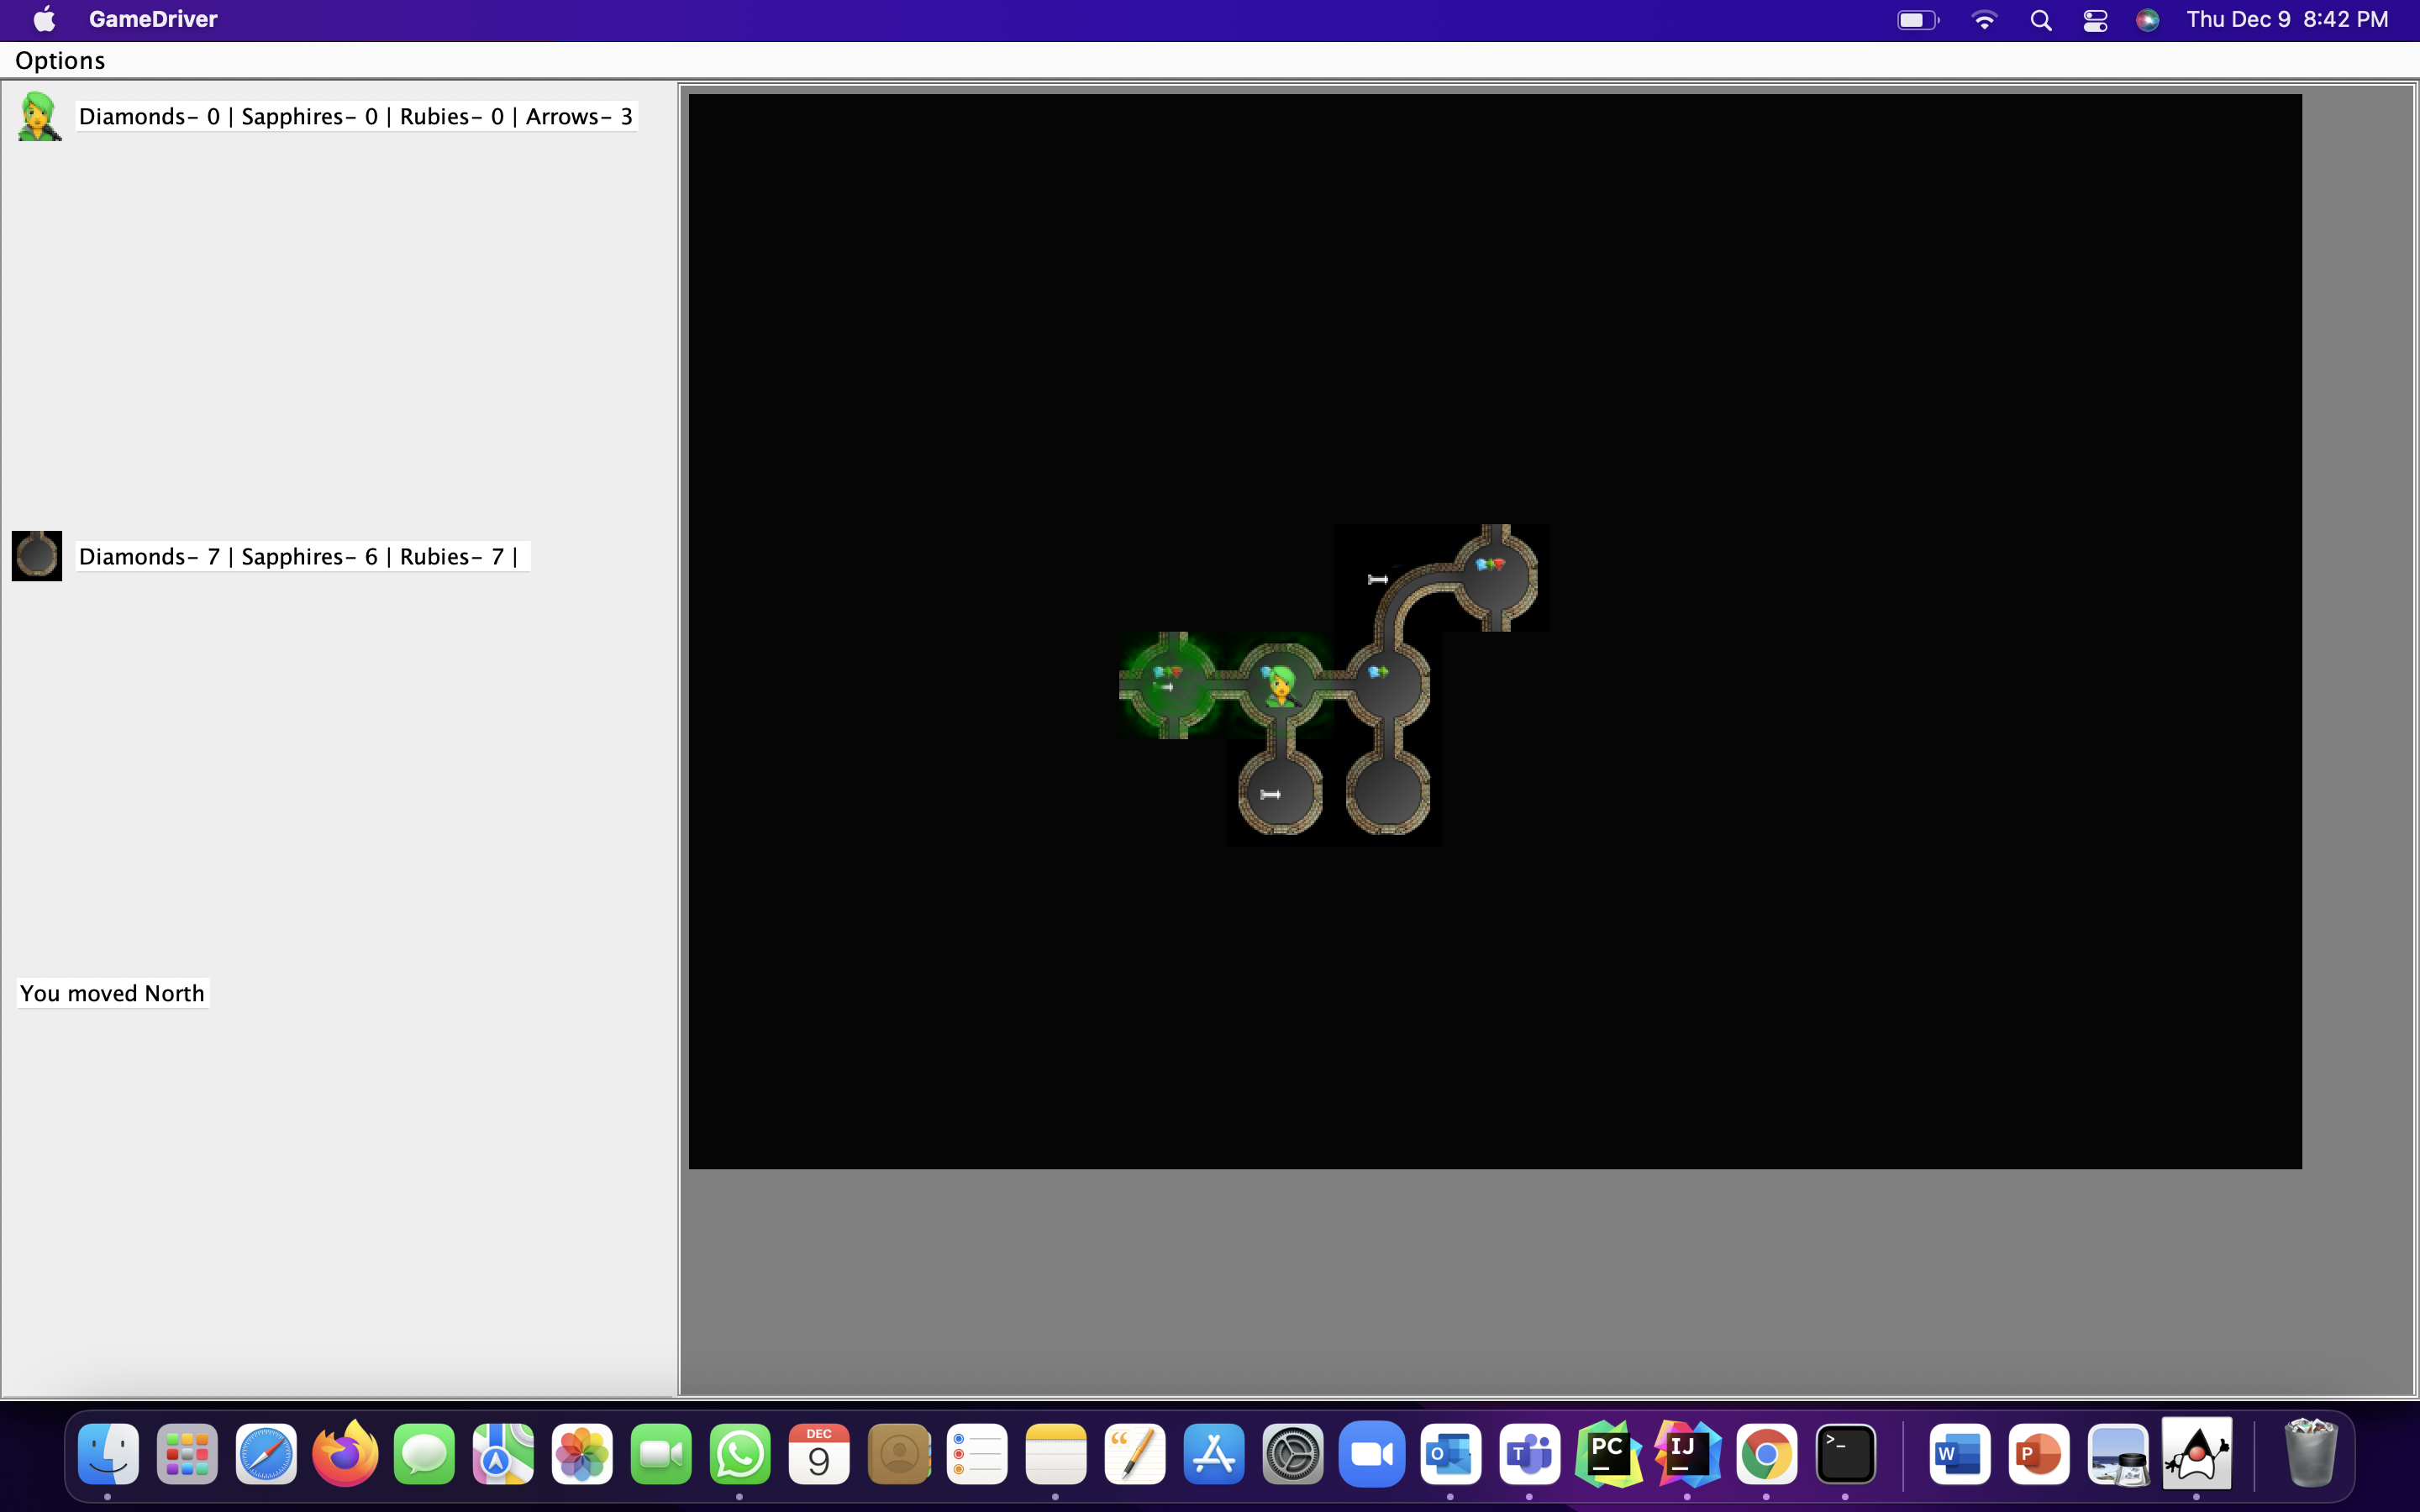 GameDriver
Thu Dec 9 8:42 PM
Options
Diamonds- 0 | Sapphires- 0 | Rubies- 0 | Arrows- 3
Diamonds- 7 | Sapphires- 6 | Rubies- 7 |
You moved North
DEC
9
O
T
PC
IJ
>_
W
P